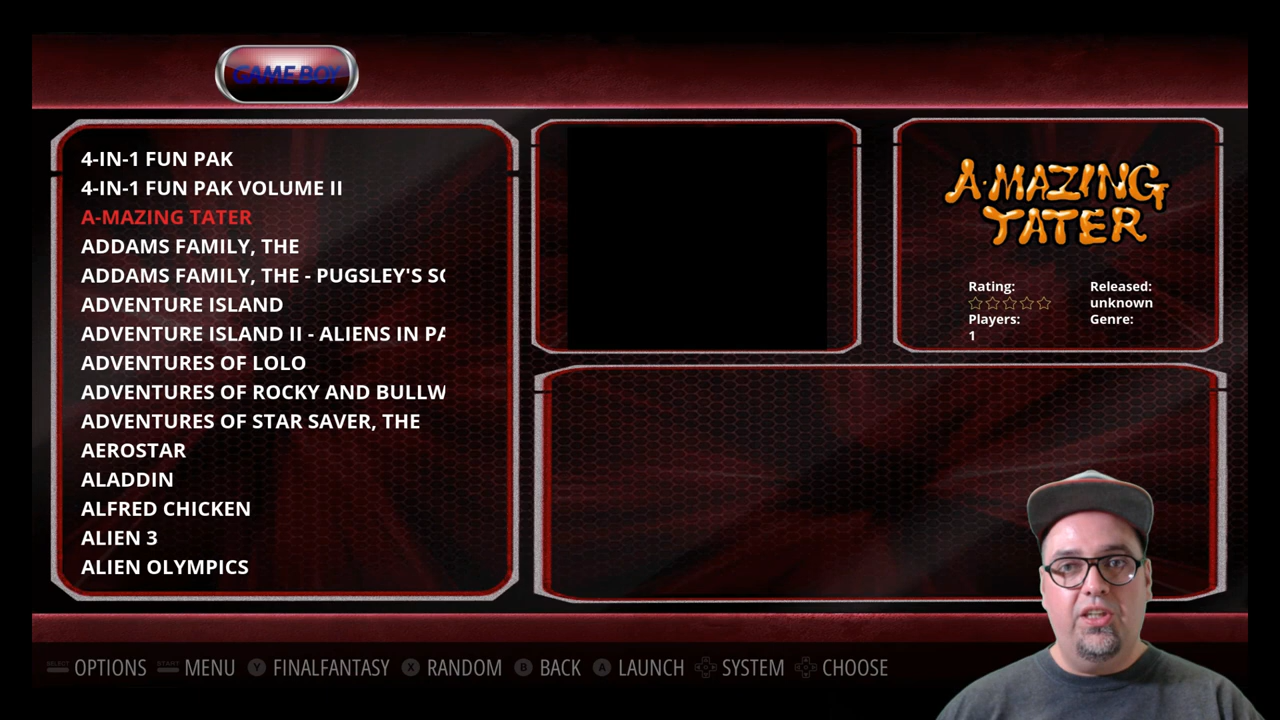 GAME BOY
4-IN-1 FUN PAK
4-IN-1 FUN PAK VOLUME II
A-MAZING TATER
ADDAMS FAMILY, THE
ADDAMS FAMILY, THE - PUGSLEY'S SC
ADVENTURE ISLAND
ADVENTURE ISLAND II - ALIENS IN PA
ADVENTURES OF LOLO
ADVENTURES OF ROCKY AND BULLW
ADVENTURES OF STAR SAVER, THE
AEROSTAR
ALADDIN
ALFRED CHICKEN
ALIEN 3
ALIEN OLYMPICS
A·MAZING
TATER
Rating:
Players:
1
Released:
unknown
Genre:
SELECT OPTIONS START MENU Y FINALFANTASY X RANDOM B BACK A LAUNCH SYSTEM CHOOSE